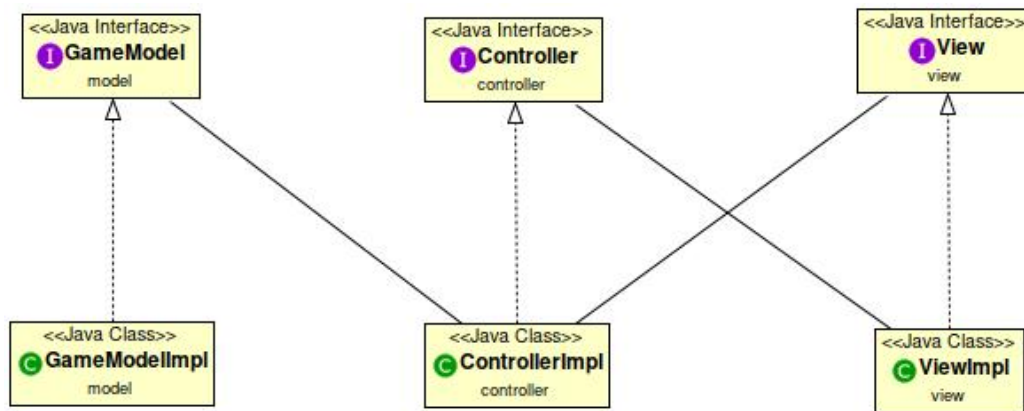 <<Java Interface>>
I GameModel
model
<<Java Interface>>
I Controller
controller
<<Java Interface>>
I View
view
<<Java Class>>
C GameModelImpl
model
<<Java Class>>
C ControllerImpl
controller
<<Java Class>>
C ViewImpl
view